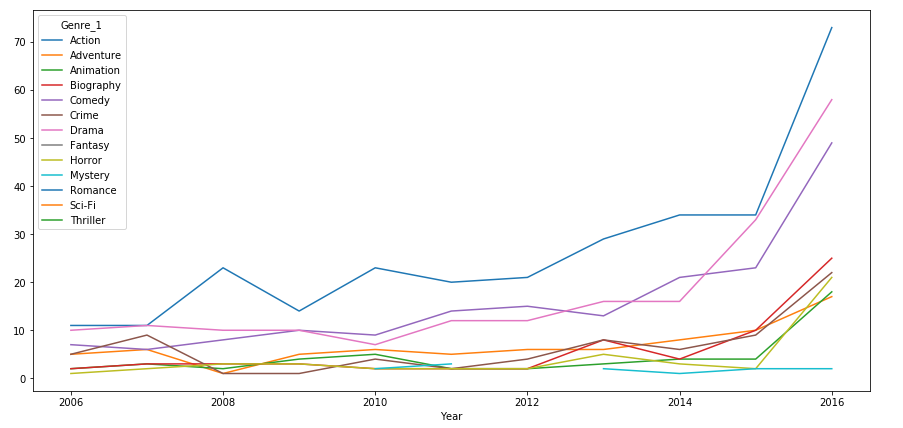 Genre_1
Action
Adventure
Animation
Biography
Comedy
Crime
Drama
Fantasy
Horror
Mystery
Romance
Sci-Fi
Thriller
70
60
50
40
30
20
10
0
2006 2008 2010 2012 2014 2016
Year